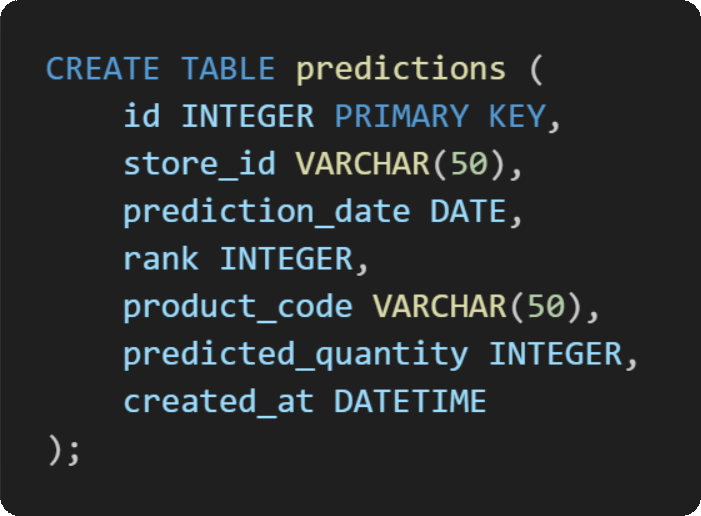 CREATE TABLE predictions (
    id INTEGER PRIMARY KEY,
    store_id VARCHAR(50),
    prediction_date DATE,
    rank INTEGER,
    product_code VARCHAR(50),
    predicted_quantity INTEGER,
    created_at DATETIME
);